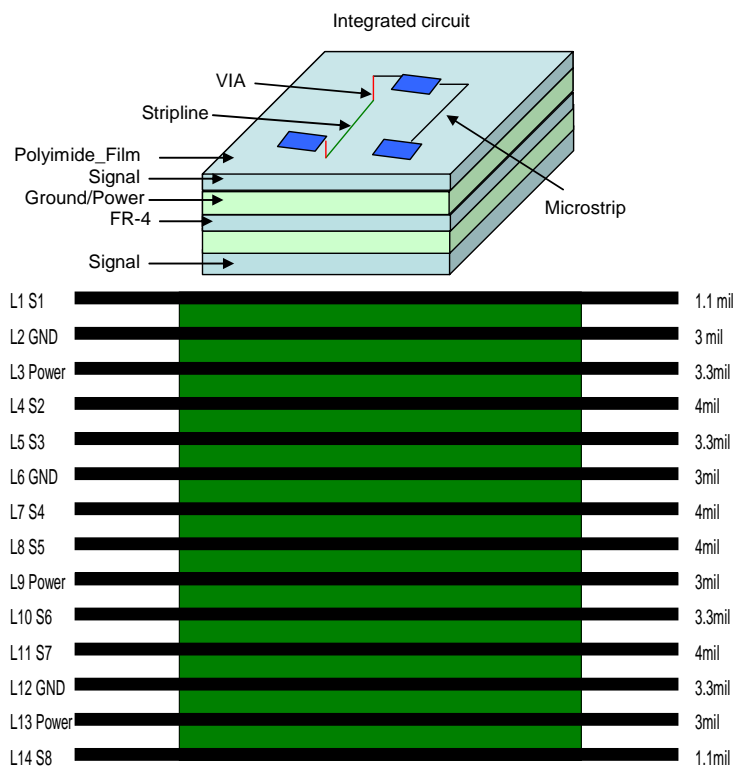 Integrated circuit
VIA
Stripline
Polyimide_Film
Signal
Ground/Power
FR-4
Microstrip
Signal
L1 S1 1.1 mil
L2 GND 3 mil
L3 Power 3.3mil
L4 S2 4mil
L5 S3 3.3mil
L6 GND 3mil
L7 S4 4mil
L8 S5 4mil
L9 Power 3mil
L10 S6 3.3mil
L11 S7 4mil
L12 GND 3.3mil
L13 Power 3mil
L14 S8 1.1mil